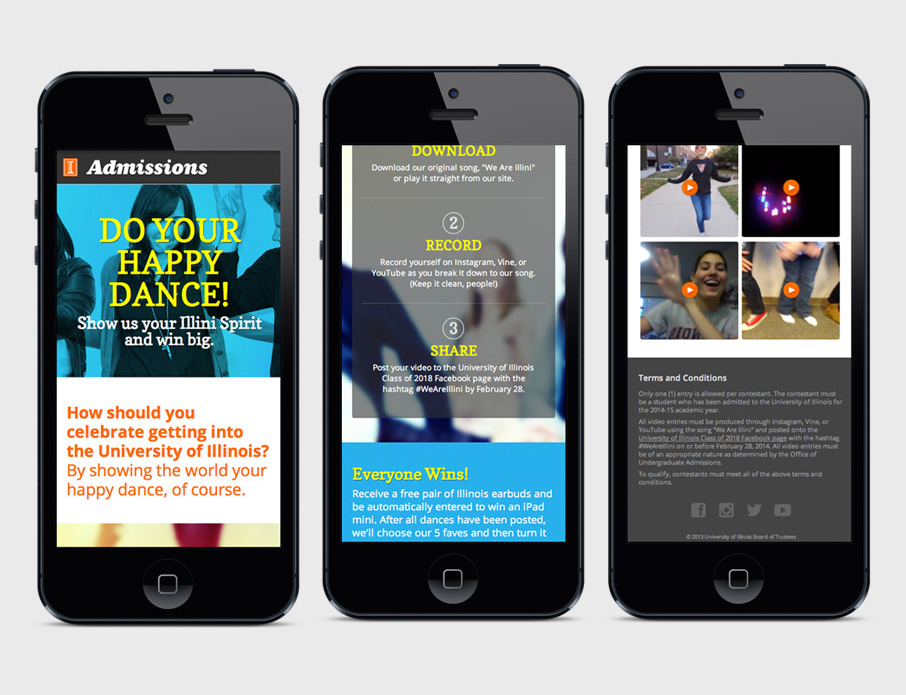 I Admissions
DO YOUR
HAPPY
DANCE!
Show us your Illini Spirit
and win big.
How should you
celebrate getting into
the University of Illinois?
By showing the world your
happy dance, of course.
DOWNLOAD
Download our original song, "We Are Illini"
or play it straight from our site.
2
RECORD
Record yourself on Instagram, Vine, or
YouTube as you break it down to our song.
(Keep it clean, people!)
3
SHARE
Post your video to the University of Illinois
Class of 2018 Facebook page with the
hashtag #WeAreIllini by February 28.
Everyone Wins!
Receive a free pair of Illinois earbuds and
be automatically entered to win an iPad
mini. After all dances have been posted,
we'll choose our 5 faves and then turn it
Terms and Conditions
Only one (1) entry is allowed per contestant. The contestant must
be a student who has been admitted to the University of Illinois for
the 2014-15 academic year.
All video entries must be produced through Instagram, Vine, or
YouTube using the song "We Are Illini" and posted onto the
University of Illinois Class of 2018 Facebook page with the hashtag
#WeAreIllini on or before February 28, 2014. All video entries must
be of an appropriate nature as determined by the Office of
Undergraduate Admissions.
To qualify, contestants must meet all of the above terms and
conditions.
© 2013 University of Illinois Board of Trustees